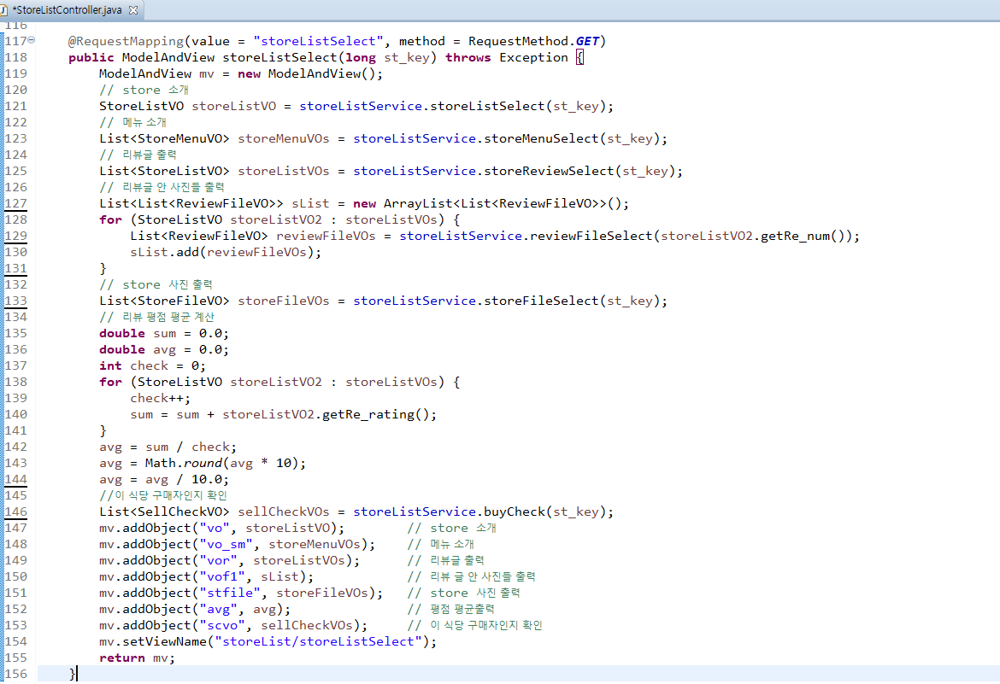 *StoreListController.java
116
117 @RequestMapping(value = "storeListSelect", method = RequestMethod.GET)
118 public ModelAndView storeListSelect(long st_key) throws Exception {
119 ModelAndView mv = new ModelAndView();
120 // store 소개
121 StoreListVO storeListVO = storeListService.storeListSelect(st_key);
122 // 메뉴 소개
123 List<StoreMenuVO> storeMenuVOs = storeListService.storeMenuSelect(st_key);
124 // 리뷰글 출력
125 List<StoreListVO> storeListVOs = storeListService.storeReviewSelect(st_key);
126 // 리뷰글 안 사진들 출력
127 List<List<ReviewFileVO>> sList = new ArrayList<List<ReviewFileVO>>();
128 for (StoreListVO storeListVO2 : storeListVOs) {
129 List<ReviewFileVO> reviewFileVOs = storeListService.reviewFileSelect(storeListVO2.getRe_num());
130 sList.add(reviewFileVOs);
131 }
132 // store 사진 출력
133 List<StoreFileVO> storeFileVOs = storeListService.storeFileSelect(st_key);
134 // 리뷰 평점 평균 계산
135 double sum = 0.0;
136 double avg = 0.0;
137 int check = 0;
138 for (StoreListVO storeListVO2 : storeListVOs) {
139 check++;
140 sum = sum + storeListVO2.getRe_rating();
141 }
142 avg = sum / check;
143 avg = Math.round(avg * 10);
144 avg = avg / 10.0;
145 //이 식당 구매자인지 확인
146 List<SellCheckVO> sellCheckVOs = storeListService.buyCheck(st_key);
147 mv.addObject("vo", storeListVO); // store 소개
148 mv.addObject("vo_sm", storeMenuVOs); // 메뉴 소개
149 mv.addObject("vor", storeListVOs); // 리뷰글 출력
150 mv.addObject("vof1", sList); // 리뷰 글 안 사진들 출력
151 mv.addObject("stfile", storeFileVOs); // store 사진 출력
152 mv.addObject("avg", avg); // 평점 평균출력
153 mv.addObject("scvo", sellCheckVOs); // 이 식당 구매자인지 확인
154 mv.setViewName("storeList/storeListSelect");
155 return mv;
156 }